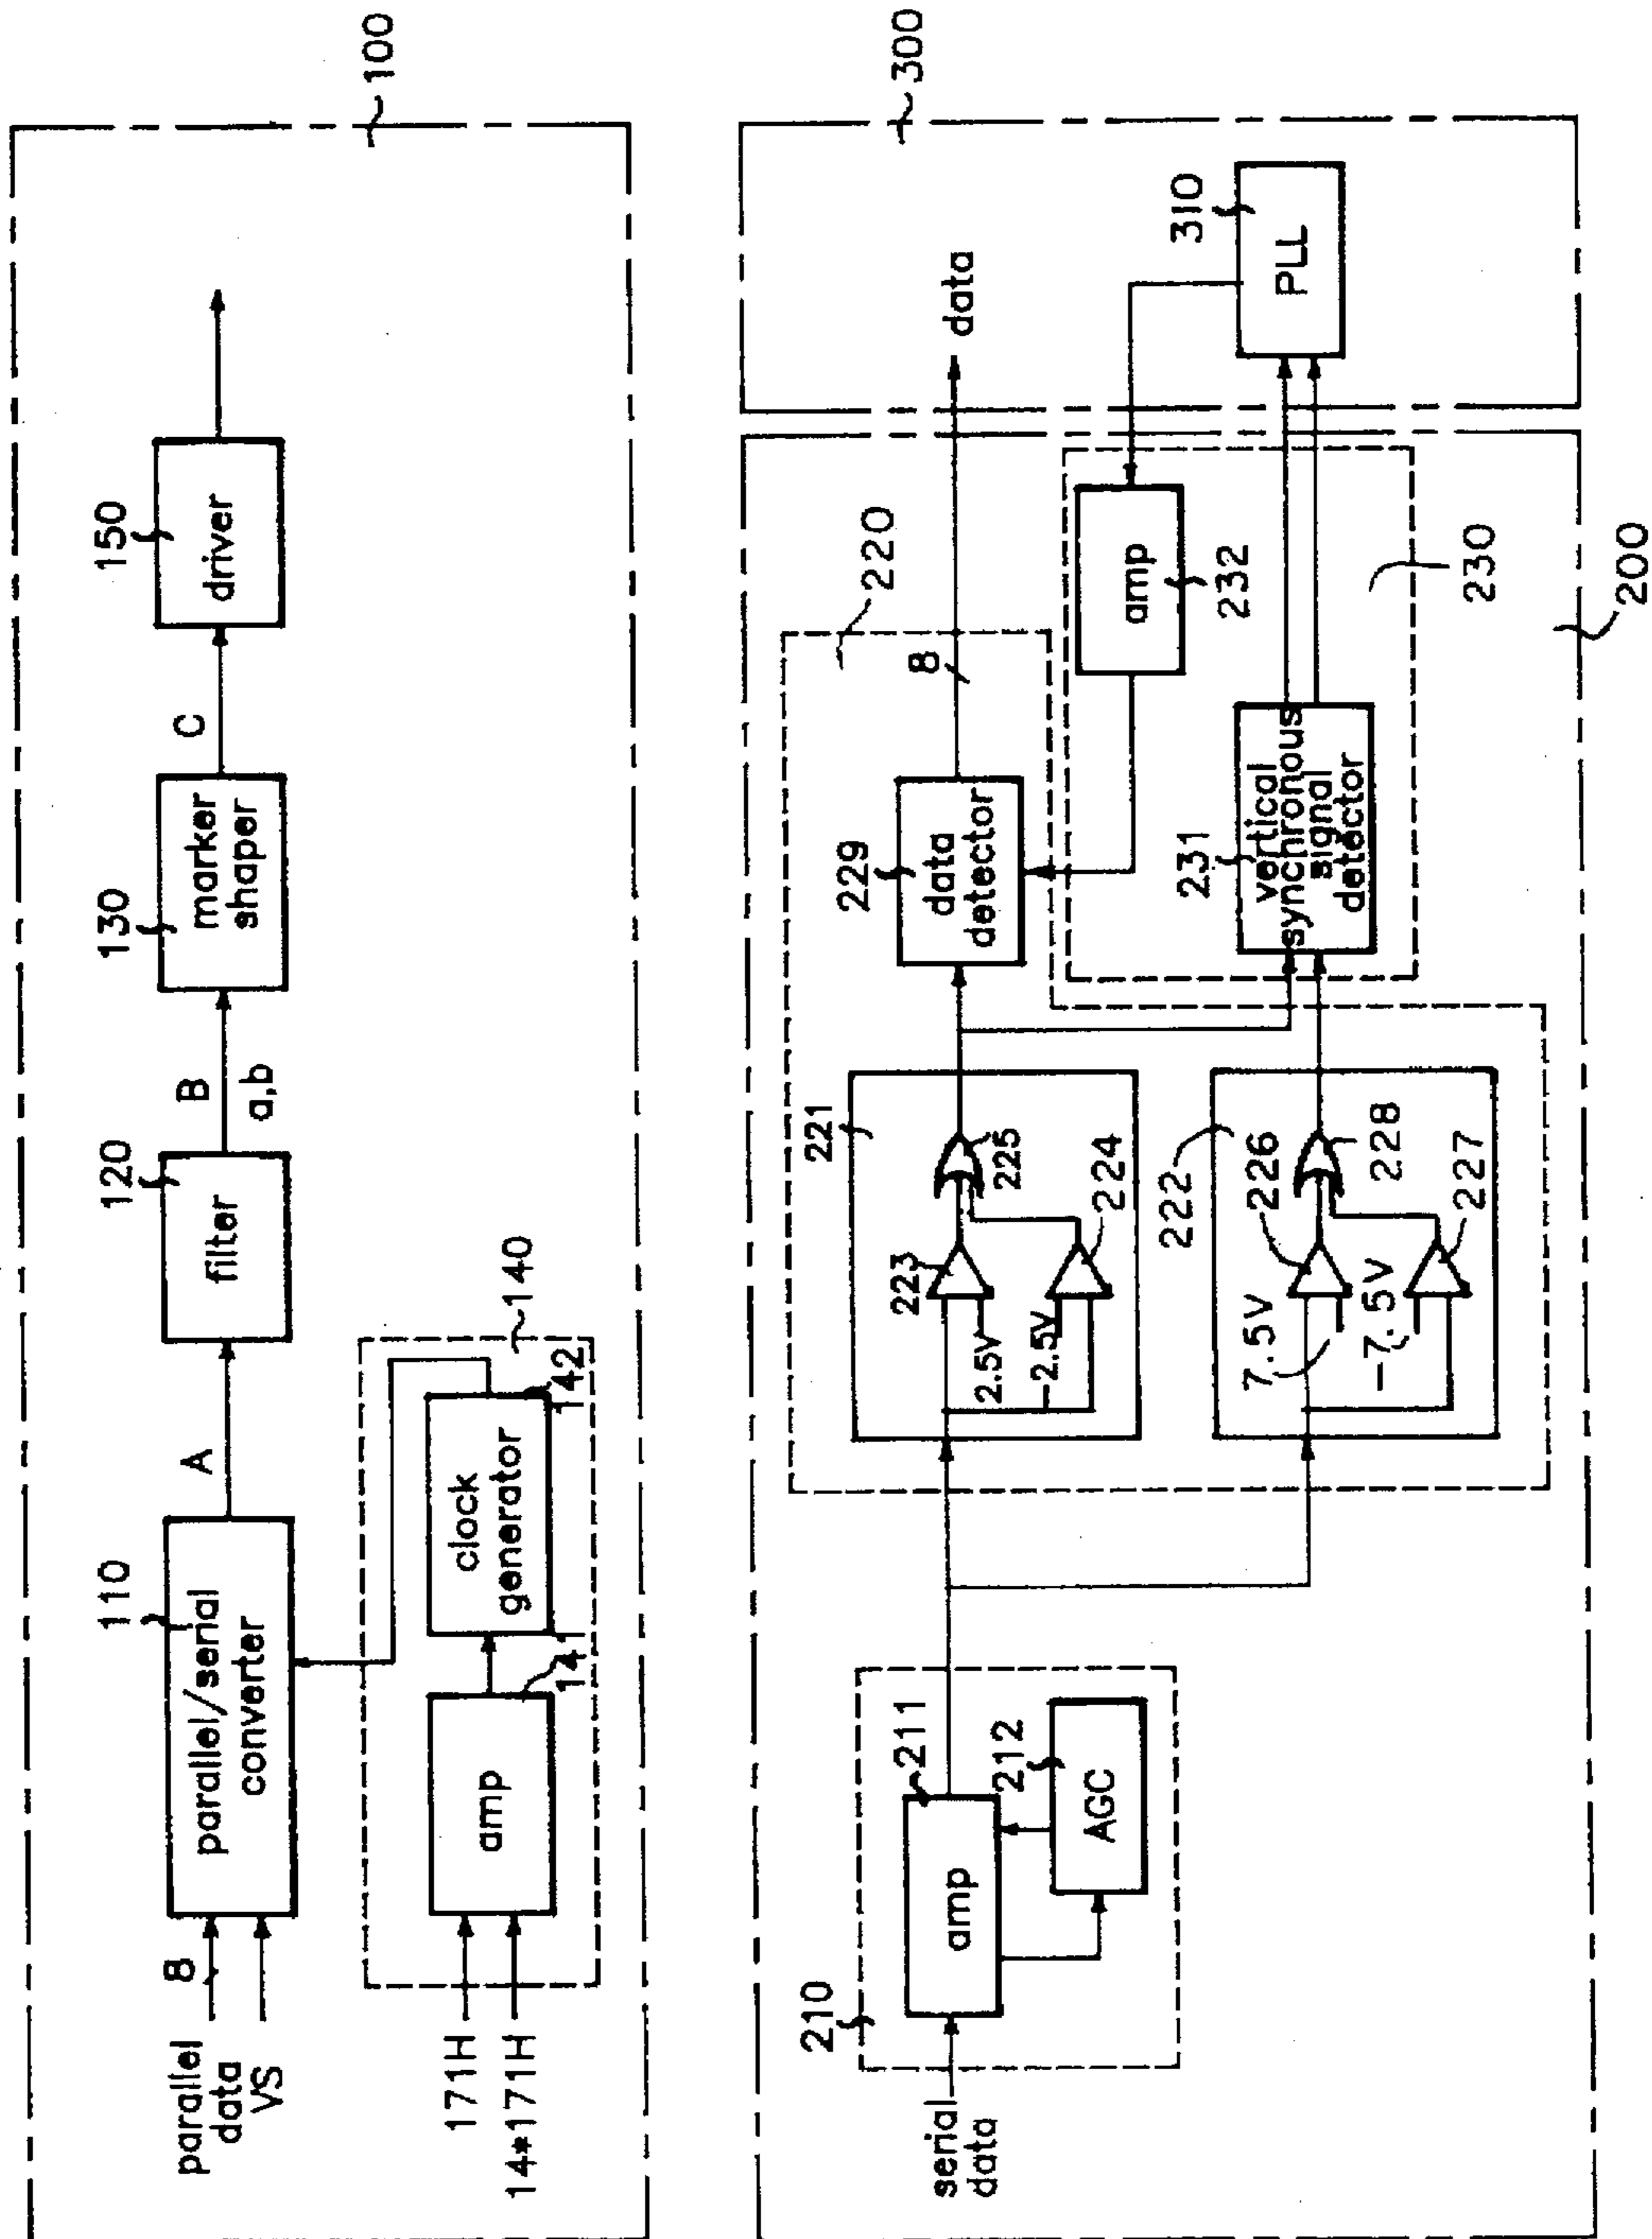 100
parallel
data
VS
8
110
parallel/serial
converter
A
120
filter
B
a,b
130
marker
shaper
C
150
driver
171H
14*171H
amp
141
clock
generator
142
140
300
200
serial
data
210
amp
211
212
AGC
220
221
223
2.5V
-2.5V
224
225
222
226
7.5V
-7.5V
227
228
229
data
detector
8
data
230
231
vertical
synchronous
signal
detector
amp
232
310
PLL